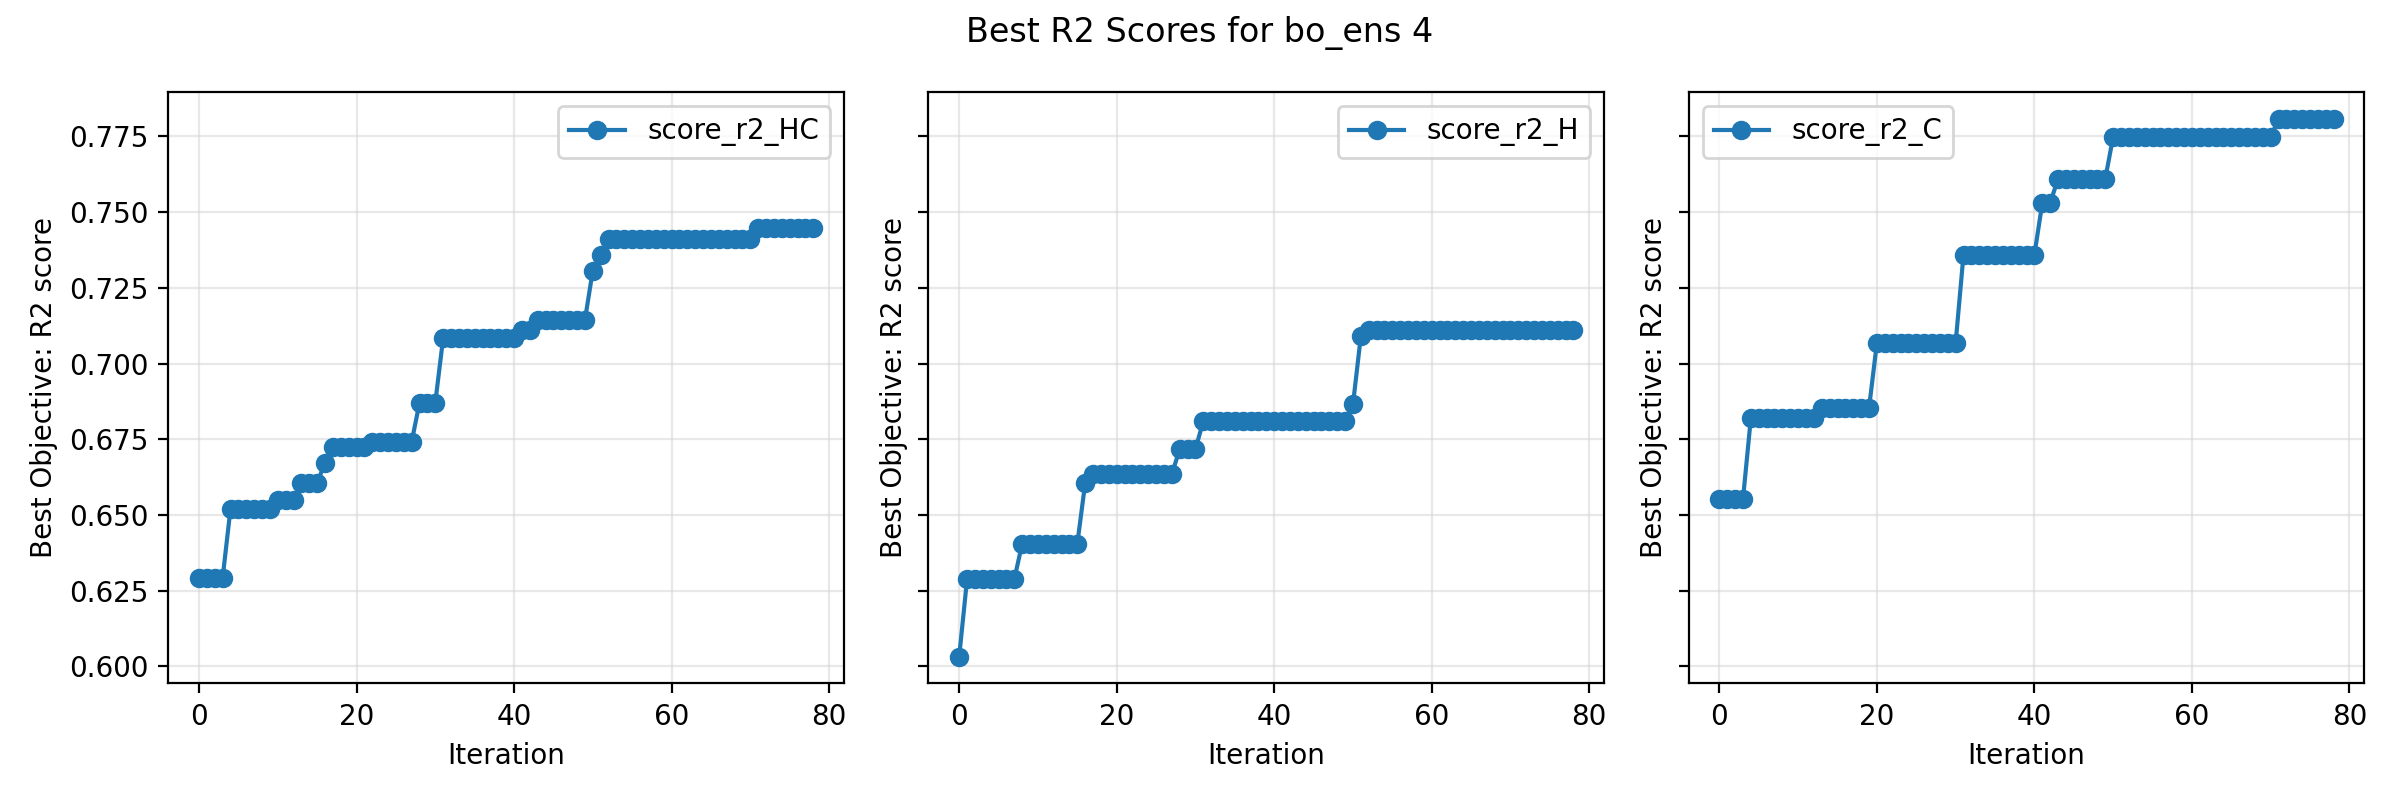 Best R2 Scores for bo_ens 4
Best Objective: R2 score
0.775
0.750
0.725
0.700
0.675
0.650
0.625
0.600
score_r2_HC
0 20 40 60 80
Iteration
Best Objective: R2 score
score_r2_H
0 20 40 60 80
Iteration
Best Objective: R2 score
score_r2_C
0 20 40 60 80
Iteration